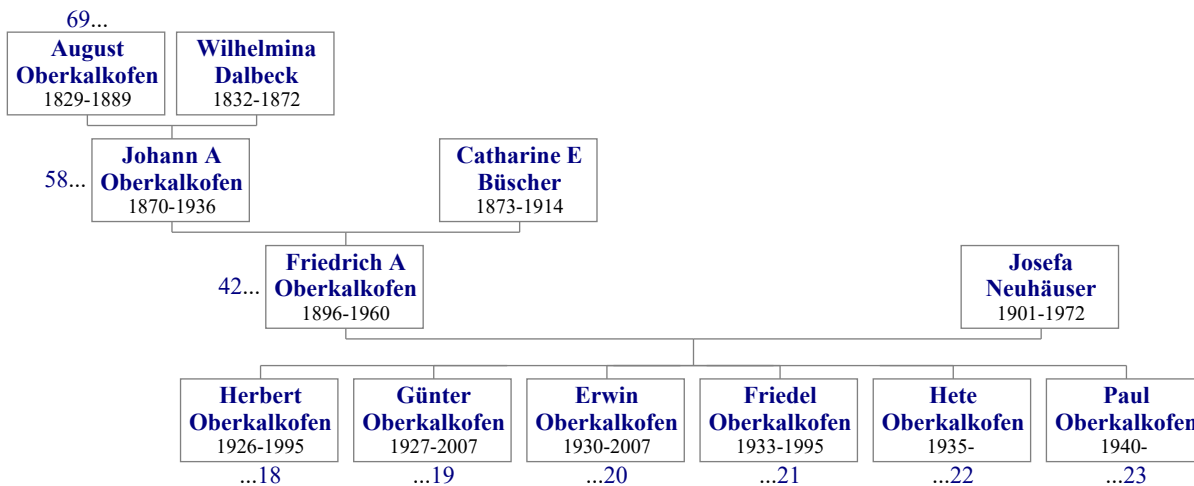 69...
August
Oberkalkofen
1829-1889
Wilhelmina
Dalbeck
1832-1872
58...
Johann A
Oberkalkofen
1870-1936
Catharine E
Büscher
1873-1914
42...
Friedrich A
Oberkalkofen
1896-1960
Josefa
Neuhäuser
1901-1972
Herbert
Oberkalkofen
1926-1995
...18
Günter
Oberkalkofen
1927-2007
...19
Erwin
Oberkalkofen
1930-2007
...20
Friedel
Oberkalkofen
1933-1995
...21
Hete
Oberkalkofen
1935-
...22
Paul
Oberkalkofen
1940-
...23